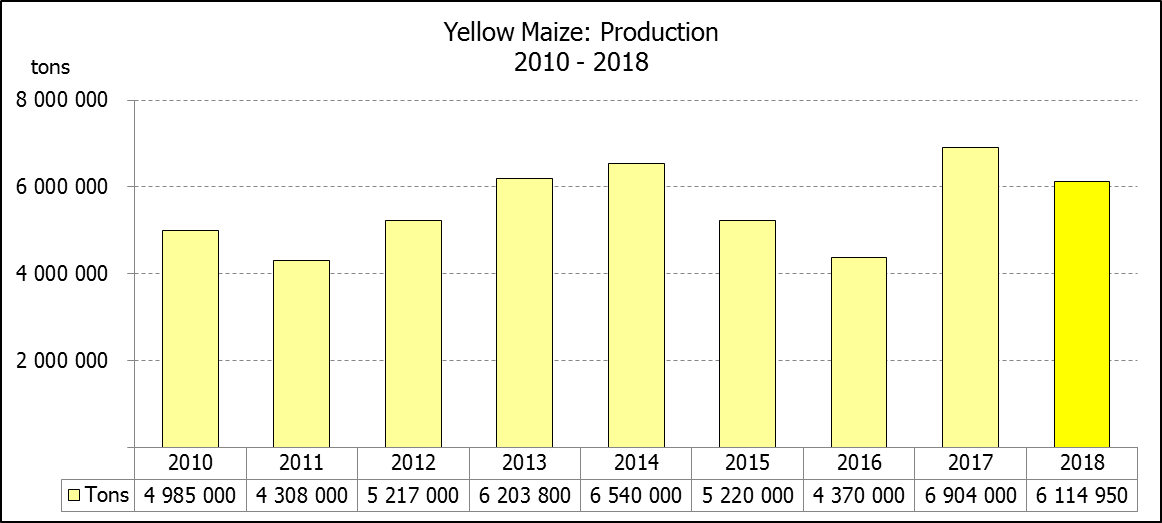 Yellow Maize: Production
2010 - 2018
tons
8 000 000
6 000 000
4 000 000
2 000 000
2010 2011 2012 2013 2014 2015 2016 2017 2018
Tons 4 985 000 4 308 000 5 217 000 6 203 800 6 540 000 5 220 000 4 370 000 6 904 000 6 114 950